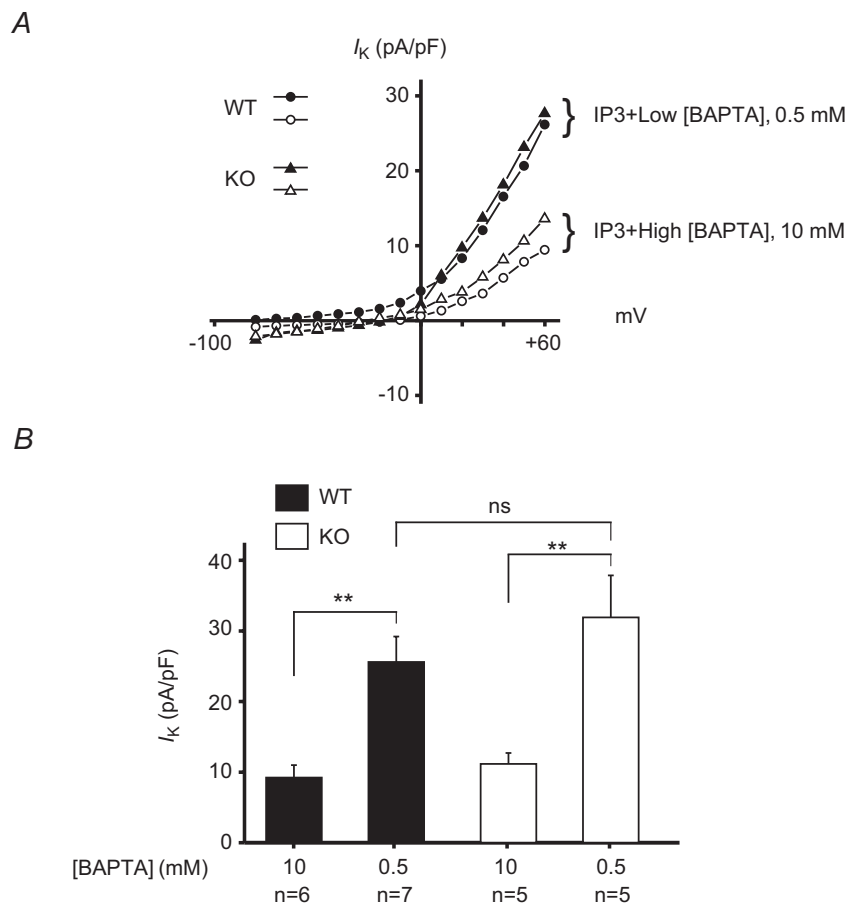 A
I_K (pA/pF)
WT
KO
30
20
10
-10
-100
+60
mV
IP3+Low [BAPTA], 0.5 mM
IP3+High [BAPTA], 10 mM
B
WT
KO
ns
**
**
40
30
20
10
0
I_K (pA/pF)
[BAPTA] (mM) 10 0.5 10 0.5
n=6 n=7 n=5 n=5